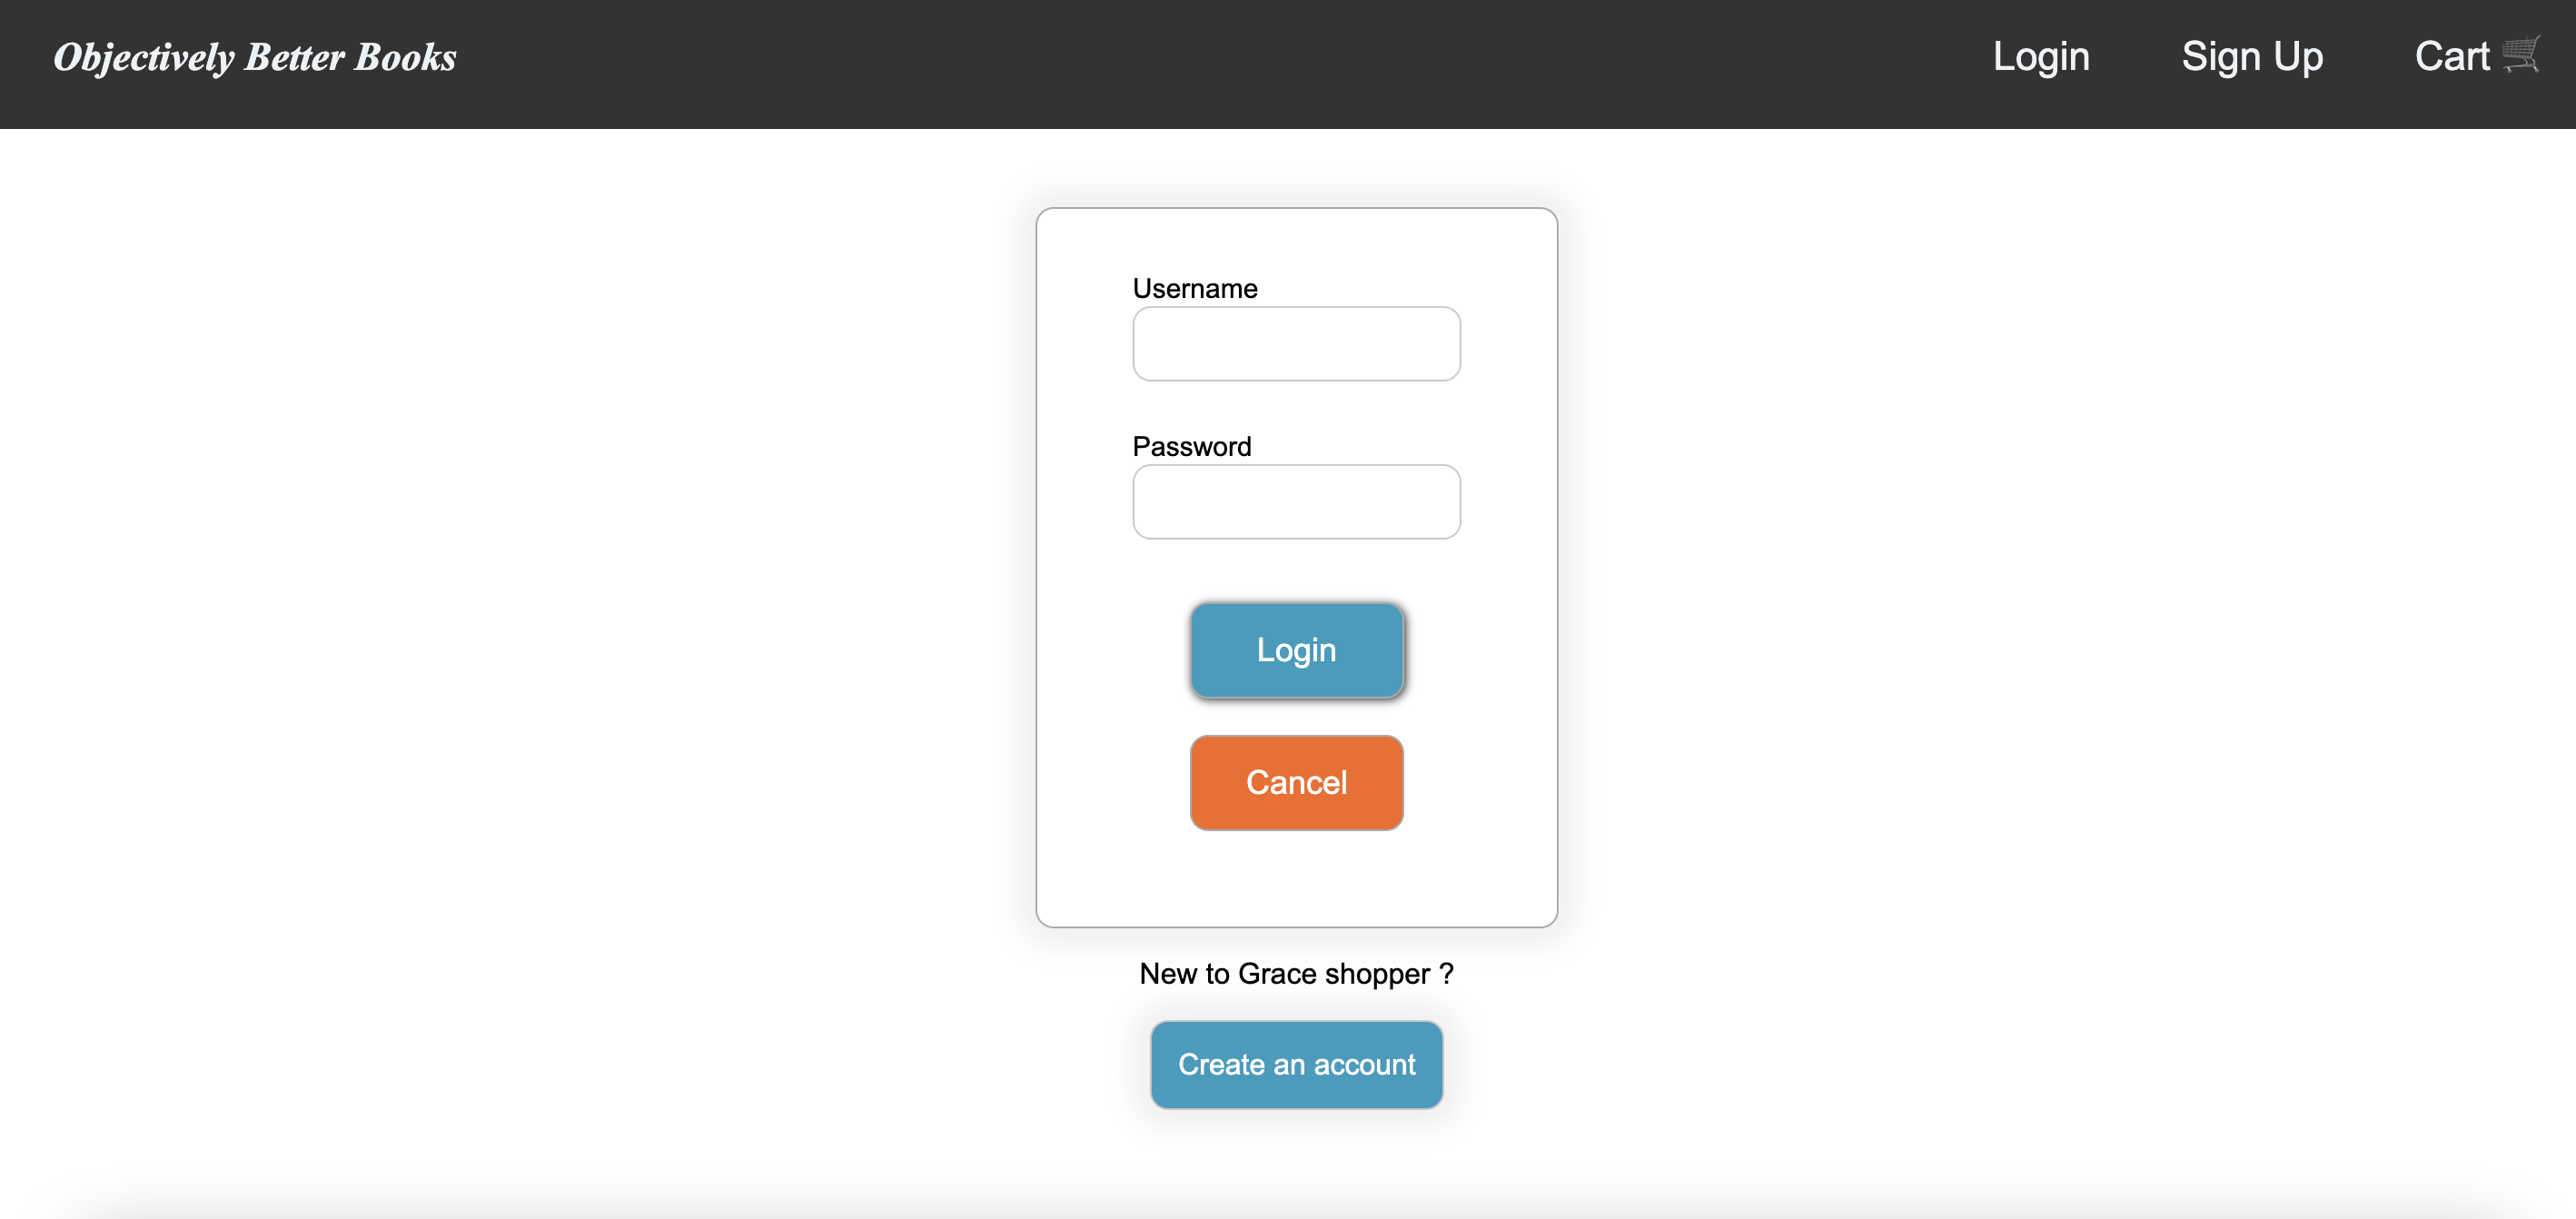 Objectively Better Books
Login
Sign Up
Cart 🛒
Username
Password
Login
Cancel
New to Grace shopper ?
Create an account